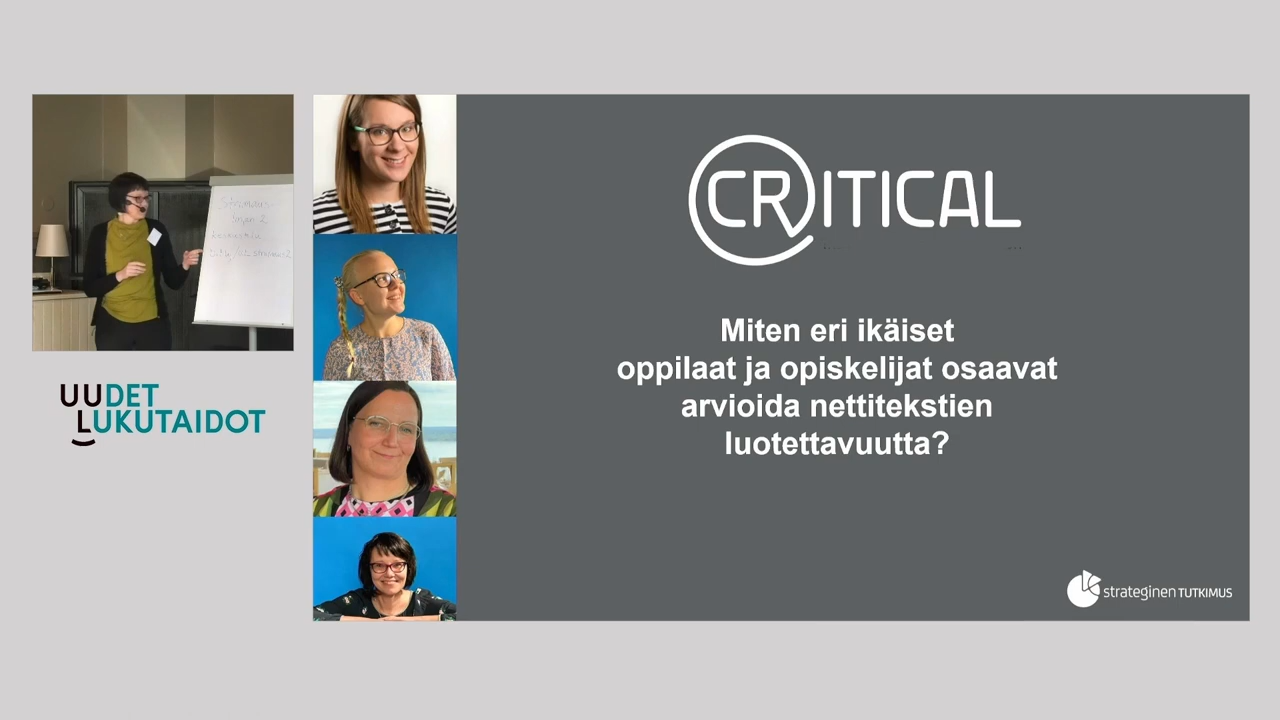 UUDET
LUKUTAIDOT
CRITICAL
Miten eri ikäiset
oppilaat ja opiskelijat osaavat
arvioida nettitekstien
luotettavuutta?
strateginen TUTKIMUS